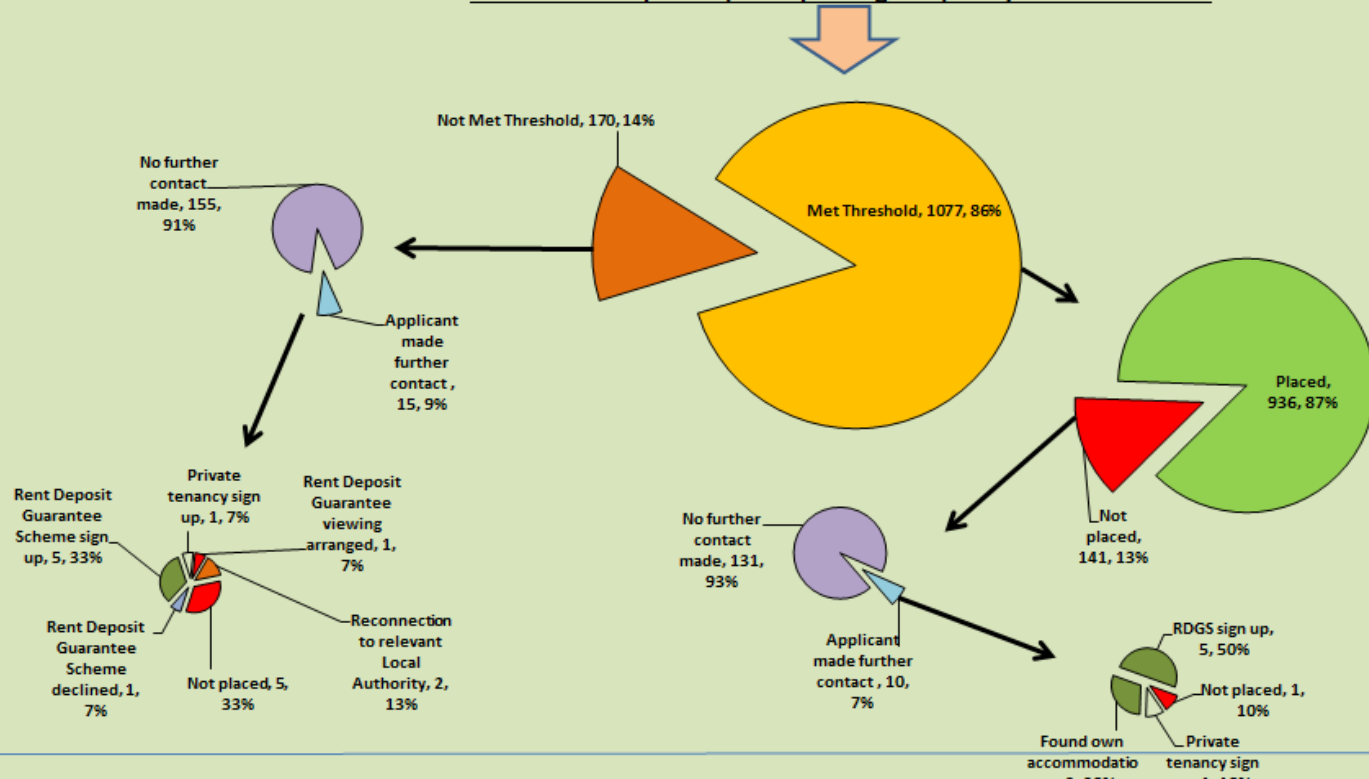 Not Met Threshold, 170, 14%
No further
contact
made, 155,
91%
Met Threshold, 1077, 86%
Applicant
made
further
contact ,
15, 9%
Placed,
936, 87%
Private
tenancy sign
up, 1, 7%
Rent Deposit
Guarantee
viewing
arranged, 1,
7%
Rent Deposit
Guarantee
Scheme sign
up, 5, 33%
No further
contact
made, 131,
93%
Not
placed,
141, 13%
Rent Deposit
Guarantee
Scheme
declined, 1,
7%
Not placed, 5,
33%
Reconnection
to relevant
Local
Authority, 2,
13%
Applicant
made further
contact , 10,
7%
RDGS sign up,
5, 50%
Not placed, 1,
10%
Found own
accommodatio
Private
tenancy sign